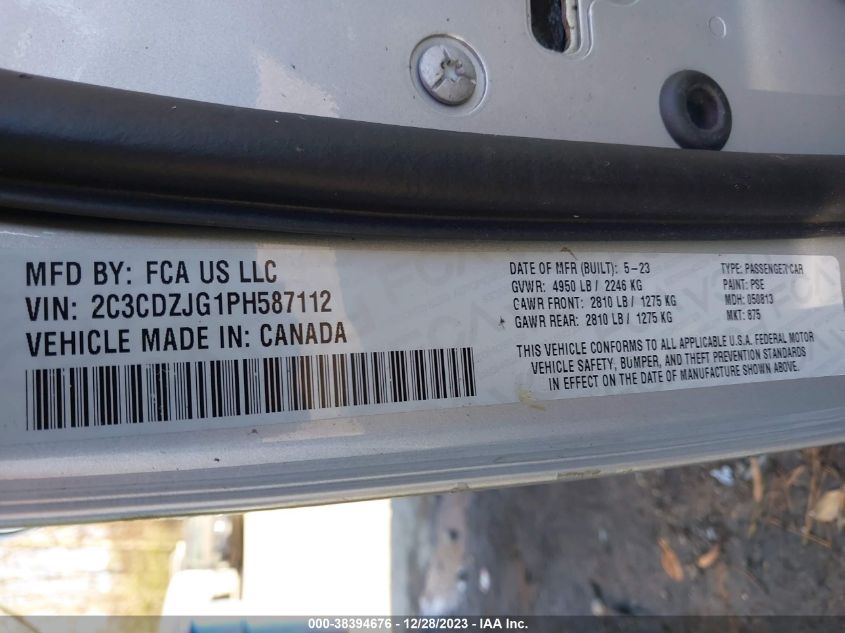 MFD BY: FCA US LLC
VIN: 2C3CDZJG1PH587112
VEHICLE MADE IN: CANADA
DATE OF MFR (BUILT): 5-23
GVWR: 4950 LB / 2246 KG
GAWR FRONT: 2810 LB / 1275 KG
GAWR REAR: 2810 LB / 1275 KG
TYPE: PASSENGER CAR
PAINT: PSE
MDH: 050813
MKT: 875
THIS VEHICLE CONFORMS TO ALL APPLICABLE U.S.A. FEDERAL MOTOR
VEHICLE SAFETY, BUMPER, AND THEFT PREVENTION STANDARDS
IN EFFECT ON THE DATE OF MANUFACTURE SHOWN ABOVE.
000-38394676 - 12/28/2023 - IAA Inc.